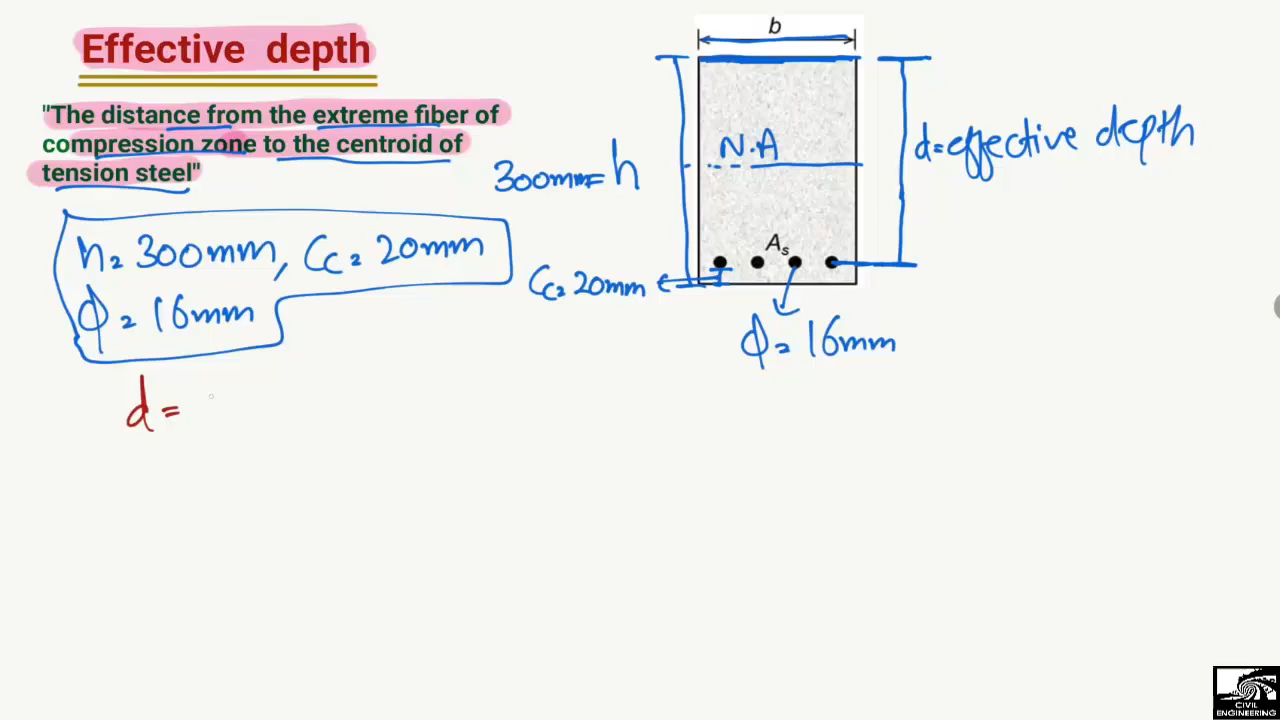 Effective depth
"The distance from the extreme fiber of
compression zone to the centroid of
tension steel"
h = 300mm, Cc = 20mm
ϕ = 16mm
d =
b
N.A
300mm = h
d = effective depth
As
Cc = 20mm
ϕ = 16mm
CIVIL
ENGINEERING